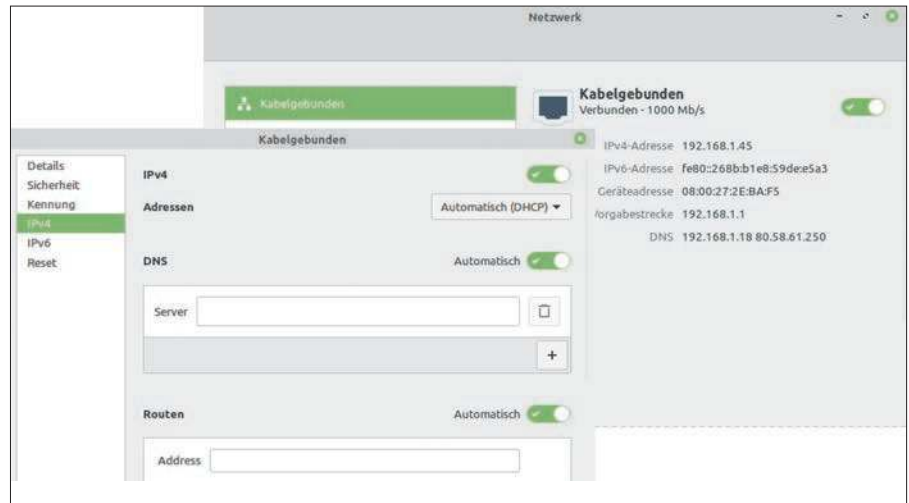 Netzwerk
Kabelgebunden
Kabelgebunden
Verbunden - 1000 Mb/s
IPv4-Adresse 192.168.1.45
IPv6-Adresse fe80::268b:b1e8:59de:e5a3
Geräteadresse 08:00:27:2E:BA:F5
/orgabestrecke 192.168.1.1
DNS 192.168.1.18 80.58.61.250
Kabelgebunden
Details
Sicherheit
Kennung
IPv4
IPv6
Reset
IPv4
Adressen Automatisch (DHCP)
DNS Automatisch
Server
+
Routen Automatisch
Address